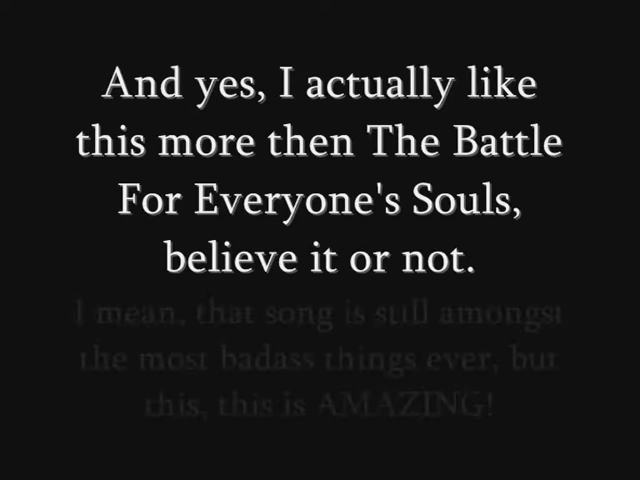 And yes, I actually like
this more then The Battle
For Everyone's Souls,
believe it or not.
I mean, that song is still amongst
the most badass things ever, but
this, this is AMAZING!